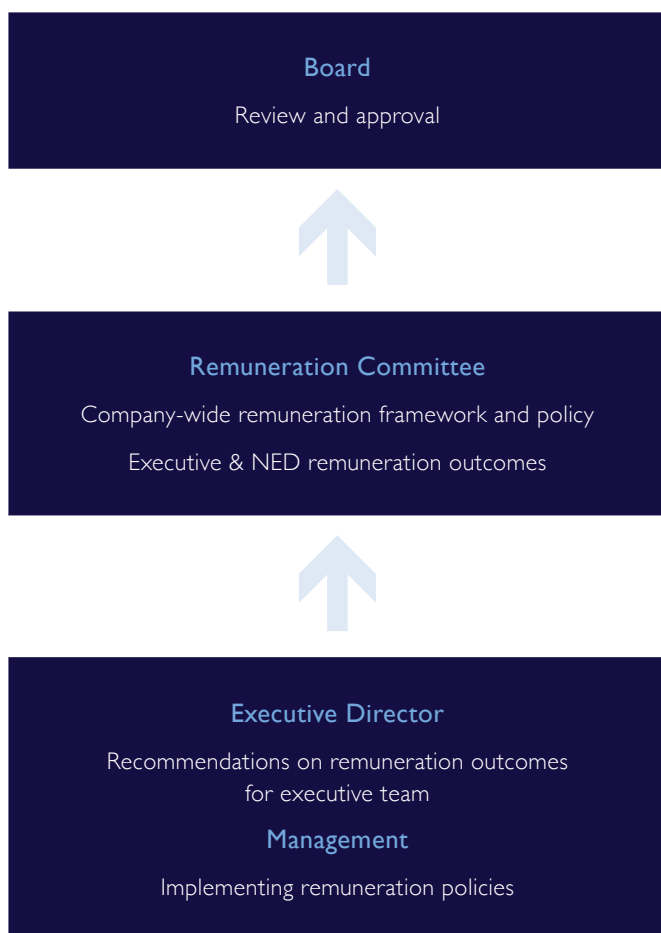 Board
Review and approval
Remuneration Committee
Company-wide remuneration framework and policy
Executive & NED remuneration outcomes
Executive Director
Recommendations on remuneration outcomes
for executive team
Management
Implementing remuneration policies